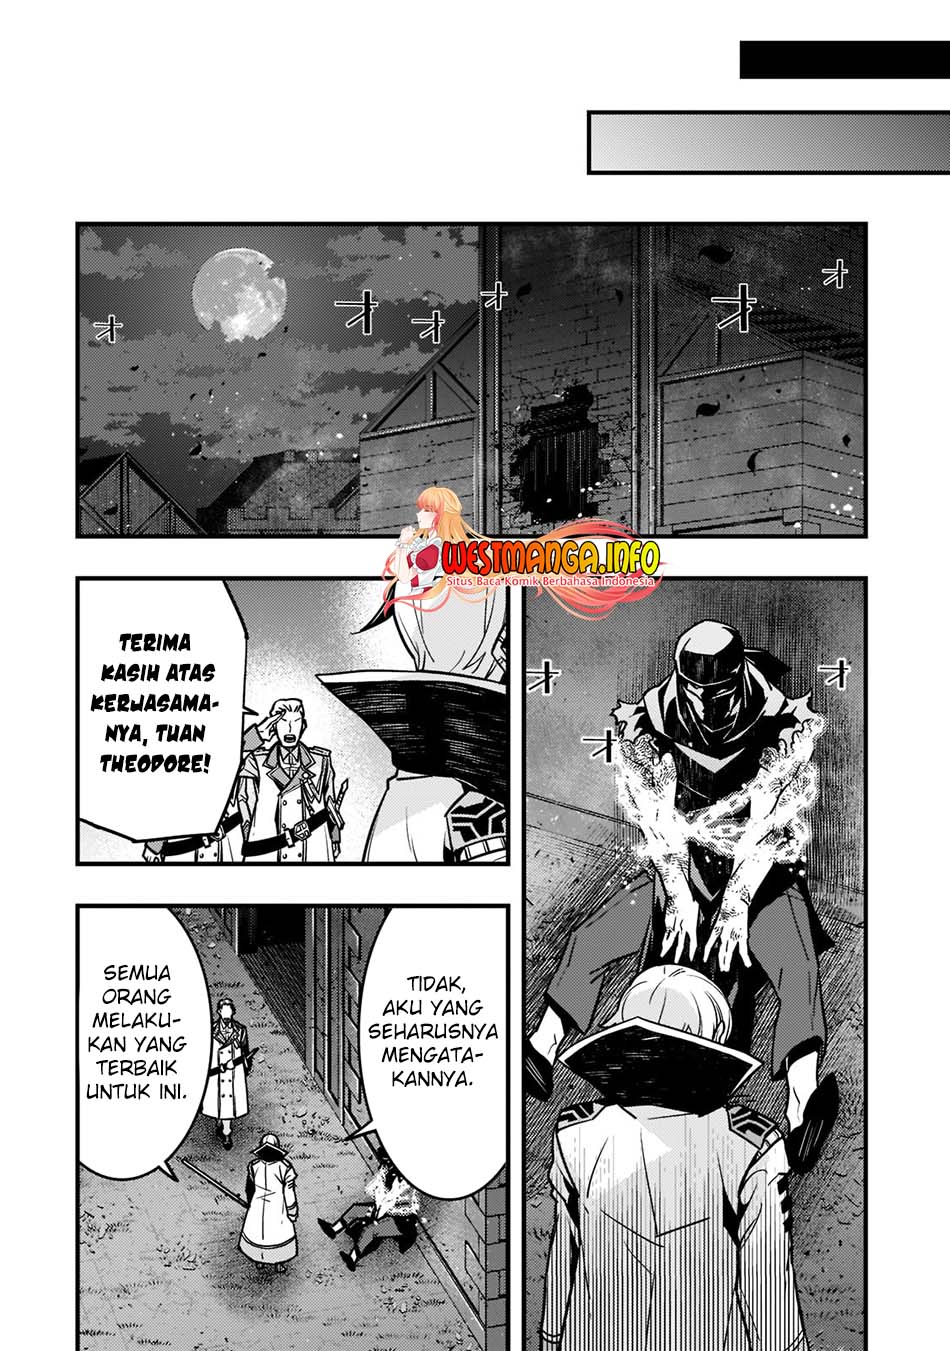 オ
オ
オ
オ
オ
オ
WESTMANGA.INFO
Situs Baca Komik Berbahasa Indonesia
オ
オ
TERIMA
KASIH ATAS
KERJASAMA-
NYA, TUAN
THEODORE!
TIDAK,
AKU YANG
SEHARUSNYA
MENGATA-
KANNYA.
SEMUA
ORANG
MELAKU-
KAN YANG
TERBAIK
UNTUK INI.